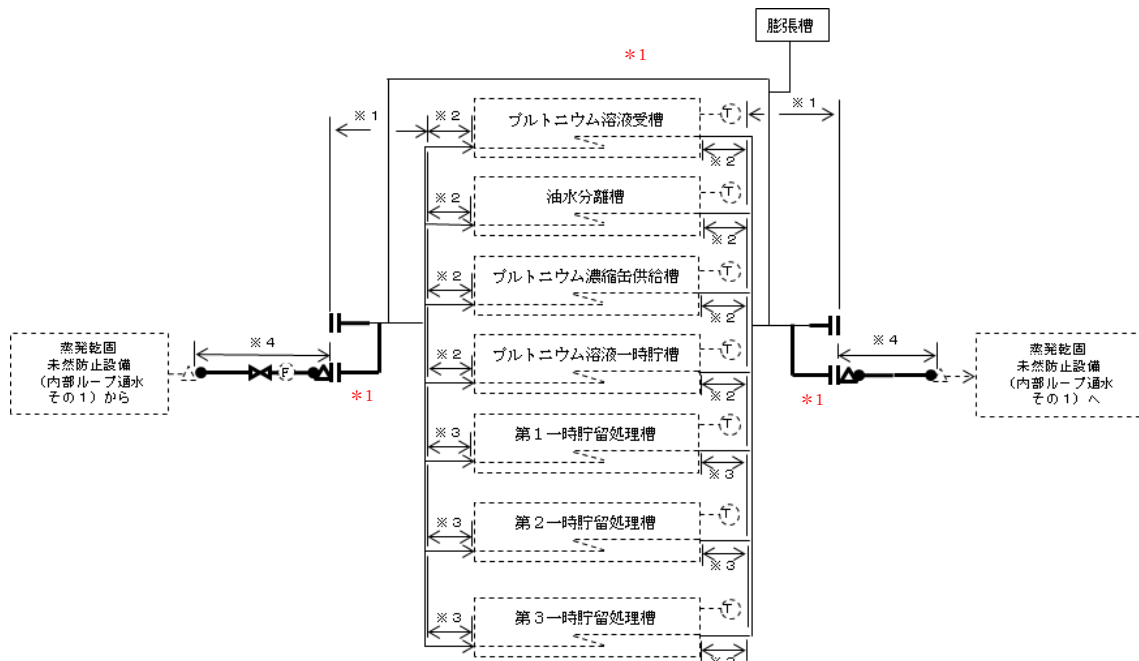 膨張槽
*1
※1
※1
※2
プルトニウム溶液受槽
T
※2
※2
油水分離槽
T
※2
※2
プルトニウム濃縮缶供給槽
T
※2
蒸発乾固
未然防止設備
(内部ループ通水
その1)から
※4
F
*1
※2
プルトニウム溶液一時貯槽
T
※2
*1
※4
蒸発乾固
未然防止設備
(内部ループ通水
その1)へ
※3
第1一時貯留処理槽
T
※3
※3
第2一時貯留処理槽
T
※3
※3
第3一時貯留処理槽
T